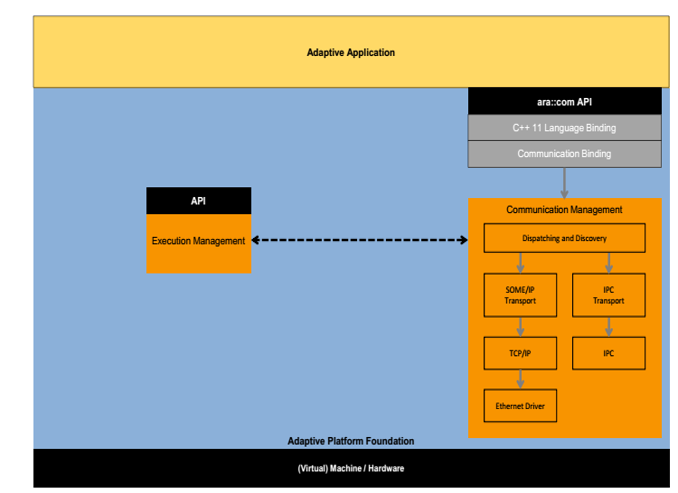 Adaptive Application
ara::com API
C++ 11 Language Binding
Communication Binding
API
Execution Management
Communication Management
Dispatching and Discovery
SOME/IP
Transport
IPC
Transport
TCP/IP
IPC
Ethernet Driver
Adaptive Platform Foundation
(Virtual) Machine / Hardware